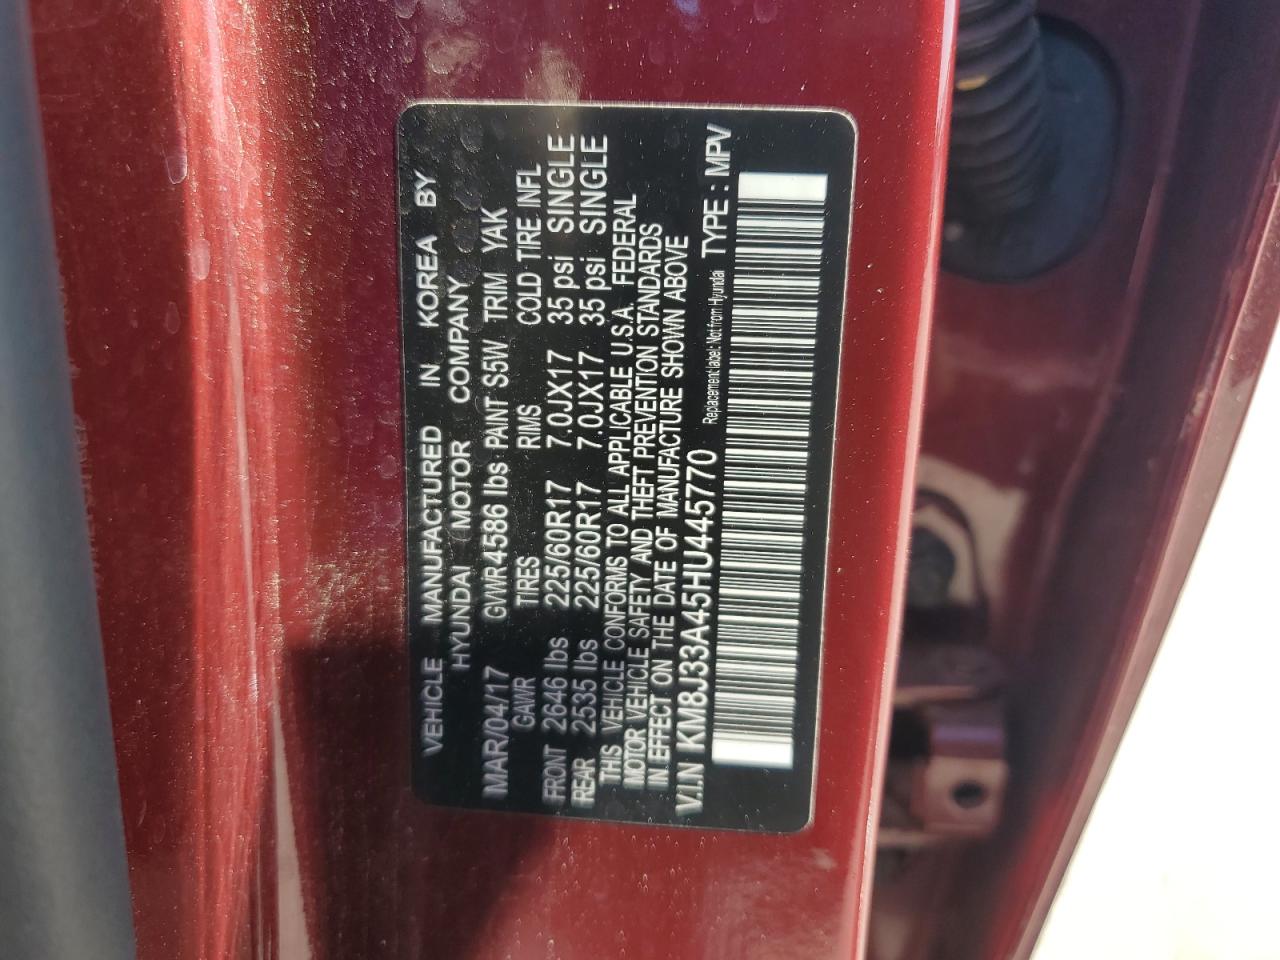 VEHICLE MANUFACTURED IN KOREA BY
HYUNDAI MOTOR COMPANY
MAR/04/17 GVWR4586 lbs PAINT S5W TRIM YAK
GAWR TIRES RIMS COLD TIRE INFL
FRONT 2646 lbs 225/60R17 7.0JX17 35 psi SINGLE
REAR 2535 lbs 225/60R17 7.0JX17 35 psi SINGLE
THIS VEHICLE CONFORMS TO ALL APPLICABLE U.S.A. FEDERAL
MOTOR VEHICLE SAFETY AND THEFT PREVENTION STANDARDS
IN EFFECT ON THE DATE OF MANUFACTURE SHOWN ABOVE
V.I.N KM8J33A45HU445770 Replacement label: Not from Hyundai TYPE : MPV